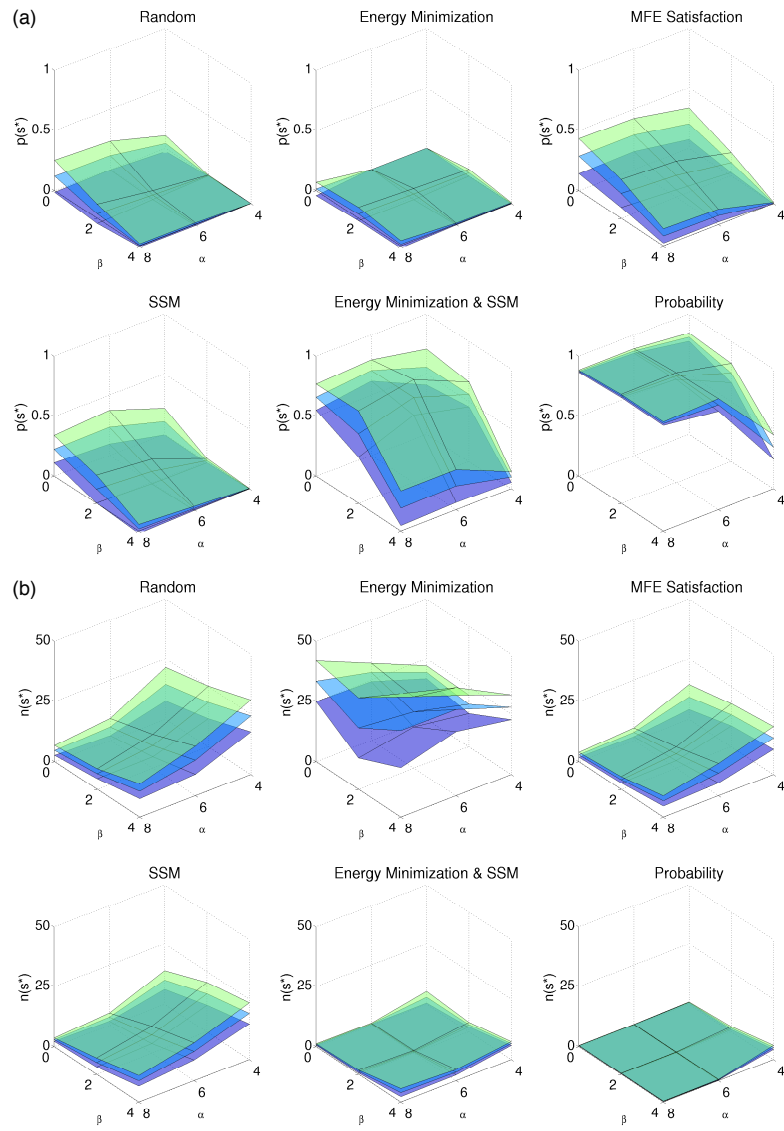 (a)
Random Energy Minimization MFE Satisfaction
1 1 1
0.5 0.5 0.5
p(s*) p(s*) p(s*)
0 0 0
0 2 4 8 6 4 0 2 4 8 6 4 0 2 4 8 6 4
β α β α β α
SSM Energy Minimization & SSM Probability
1 1 1
0.5 0.5 0.5
p(s*) p(s*) p(s*)
0 0 0
0 2 4 8 6 4 0 2 4 8 6 4 0 2 4 8 6 4
β α β α β α
(b)
Random Energy Minimization MFE Satisfaction
50 50 50
25 25 25
n(s*) n(s*) n(s*)
0 0 0
0 2 4 8 6 4 0 2 4 8 6 4 0 2 4 8 6 4
β α β α β α
SSM Energy Minimization & SSM Probability
50 50 50
25 25 25
n(s*) n(s*) n(s*)
0 0 0
0 2 4 8 6 4 0 2 4 8 6 4 0 2 4 8 6 4
β α β α β α